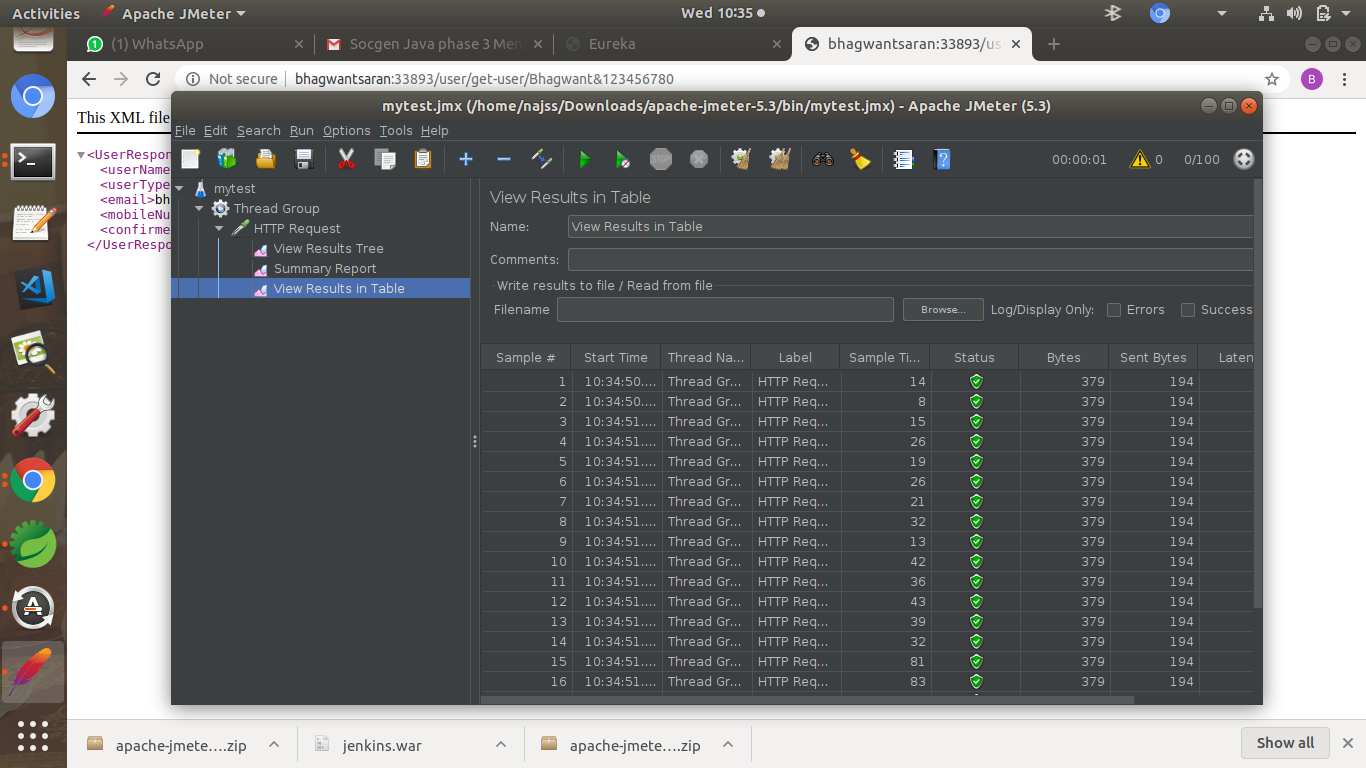 Activities Apache JMeter Wed 10:35
(1) WhatsApp Socgen Java phase 3 Men Eureka bhagwantsaran:33893/us
Not secure bhagwantsaran:33893/user/get-user/Bhagwant&123456780 B
mytest.jmx (/home/najss/Downloads/apache-jmeter-5.3/bin/mytest.jmx) - Apache JMeter (5.3)
This XML file
File Edit Search Run Options Tools Help
00:00:01 0 0/100
<UserRespon
<userName
<userType
<email>bh
<mobileNu
<confirme
</UserRespo
mytest
Thread Group
HTTP Request
View Results Tree
Summary Report
View Results in Table
View Results in Table
Name: View Results in Table
Comments:
Write results to file / Read from file
Filename Browse... Log/Display Only: Errors Success
Sample # Start Time Thread Na... Label Sample Ti... Status Bytes Sent Bytes Laten
1 10:34:50.... Thread Gr... HTTP Req... 14 379 194
2 10:34:50.... Thread Gr... HTTP Req... 8 379 194
3 10:34:51.... Thread Gr... HTTP Req... 15 379 194
4 10:34:51.... Thread Gr... HTTP Req... 26 379 194
5 10:34:51.... Thread Gr... HTTP Req... 19 379 194
6 10:34:51.... Thread Gr... HTTP Req... 26 379 194
7 10:34:51.... Thread Gr... HTTP Req... 21 379 194
8 10:34:51.... Thread Gr... HTTP Req... 32 379 194
9 10:34:51.... Thread Gr... HTTP Req... 13 379 194
10 10:34:51.... Thread Gr... HTTP Req... 42 379 194
11 10:34:51.... Thread Gr... HTTP Req... 36 379 194
12 10:34:51.... Thread Gr... HTTP Req... 43 379 194
13 10:34:51.... Thread Gr... HTTP Req... 39 379 194
14 10:34:51.... Thread Gr... HTTP Req... 32 379 194
15 10:34:51.... Thread Gr... HTTP Req... 81 379 194
16 10:34:51.... Thread Gr... HTTP Req... 83 379 194
apache-jmete....zip jenkins.war apache-jmete....zip Show all